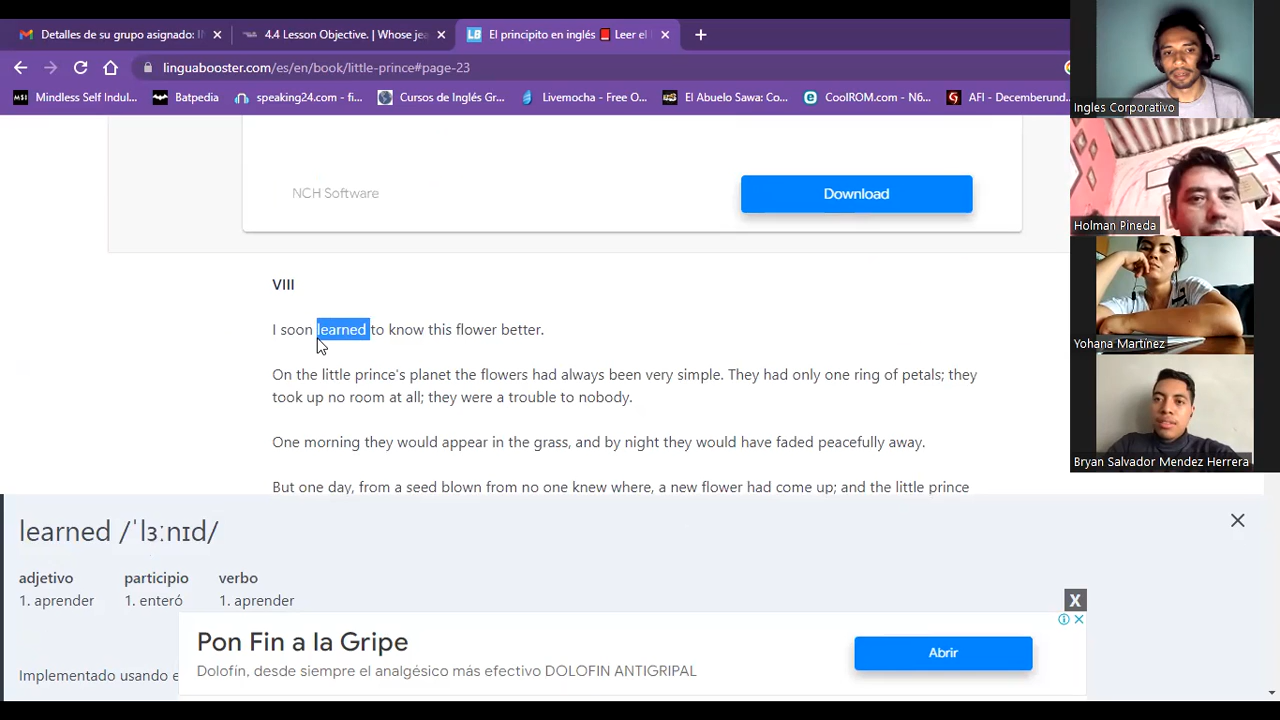 Detalles de su grupo asignado: I
4.4 Lesson Objective. | Whose jea
LB El principito en inglés Leer el
linguabooster.com/es/en/book/little-prince#page-23
MSI Mindless Self Indul... Batpedia speaking24.com - fi... Cursos de Inglés Gr... Livemocha - Free O... El Abuelo Sawa: Co... CoolROM.com - N6... AFI - Decemberund...
Ingles Corporativo
Holman Pineda
Yohana Martínez
Bryan Salvador Mendez Herrera
NCH Software
Download
VIII
I soon learned to know this flower better.
On the little prince's planet the flowers had always been very simple. They had only one ring of petals; they
took up no room at all; they were a trouble to nobody.
One morning they would appear in the grass, and by night they would have faded peacefully away.
But one day, from a seed blown from no one knew where, a new flower had come up; and the little prince
learned /ˈlɜːnɪd/
adjetivo participio verbo
1. aprender 1. enteró 1. aprender
X
Pon Fin a la Gripe
Dolofin, desde siempre el analgésico más efectivo DOLOFIN ANTIGRIPAL
Abrir
Implementado usando e